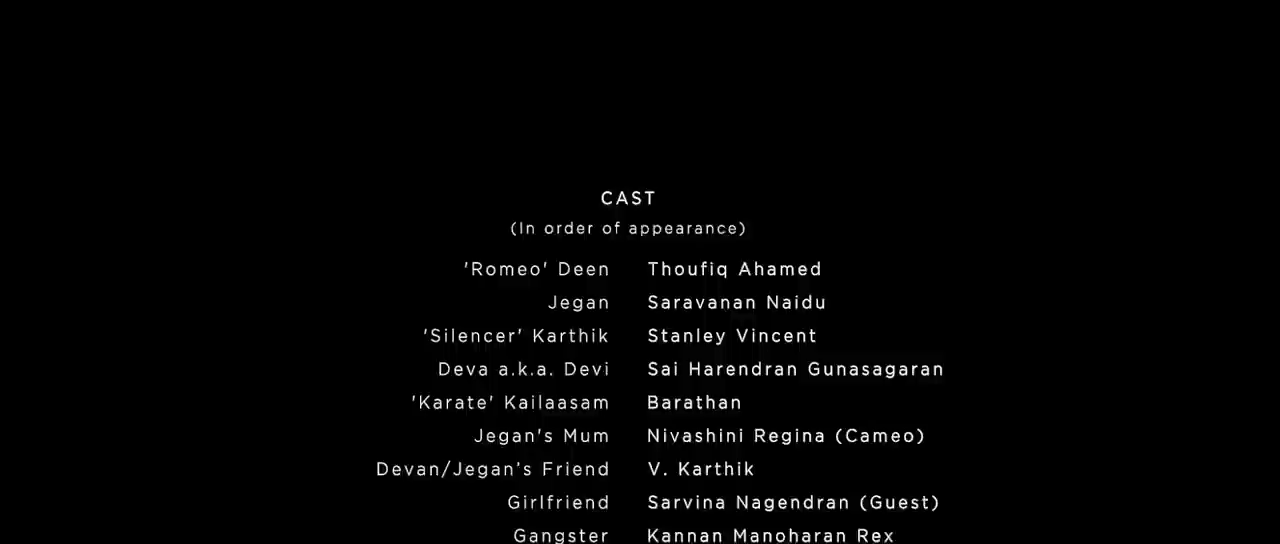 CAST
(In order of appearance)
'Romeo' Deen Thoufiq Ahamed
Jegan Saravanan Naidu
'Silencer' Karthik Stanley Vincent
Deva a.k.a. Devi Sai Harendran Gunasagaran
'Karate' Kailaasam Barathan
Jegan's Mum Nivashini Regina (Cameo)
Devan/Jegan's Friend V. Karthik
Girlfriend Sarvina Nagendran (Guest)
Gangster Kannan Manoharan Rex